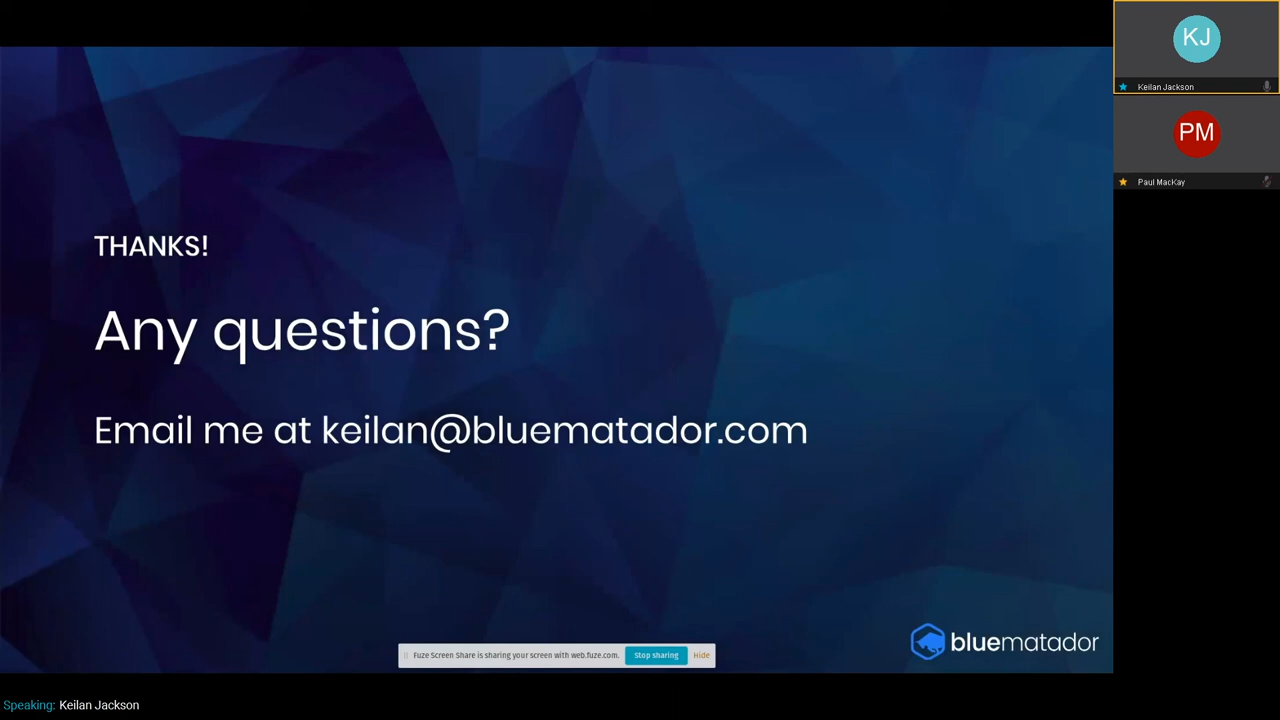 THANKS!
Any questions?
Email me at keilan@bluematador.com
bluematador
Fuze Screen Share is sharing your screen with web.fuze.com. Stop sharing Hide
KJ
Keilan Jackson
PM
Paul MacKay
Speaking: Keilan Jackson